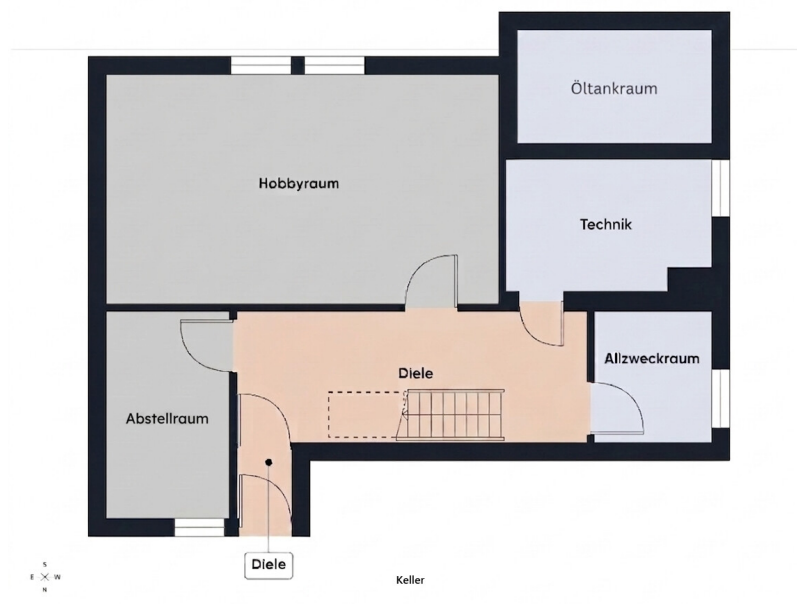 Öltankraum
Hobbyraum
Technik
Allzweckraum
Diele
Abstellraum
Diele
S
E W
N
Keller